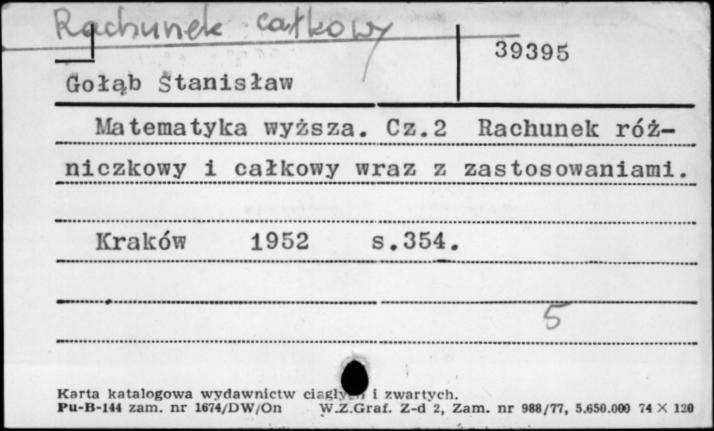 Rachunek całkowy
39395
Gołąb Stanisław
Matematyka wyższa. Cz.2 Rachunek róż-
niczkowy i całkowy wraz z zastosowaniami.
Kraków 1952 s.354.
5
Karta katalogowa wydawnictw ciągłych i zwartych.
Pu-B-144 zam. nr 1674/DW/On W.Z.Graf. Z-d 2, Zam. nr 988/77, 5.650.000 74 × 120